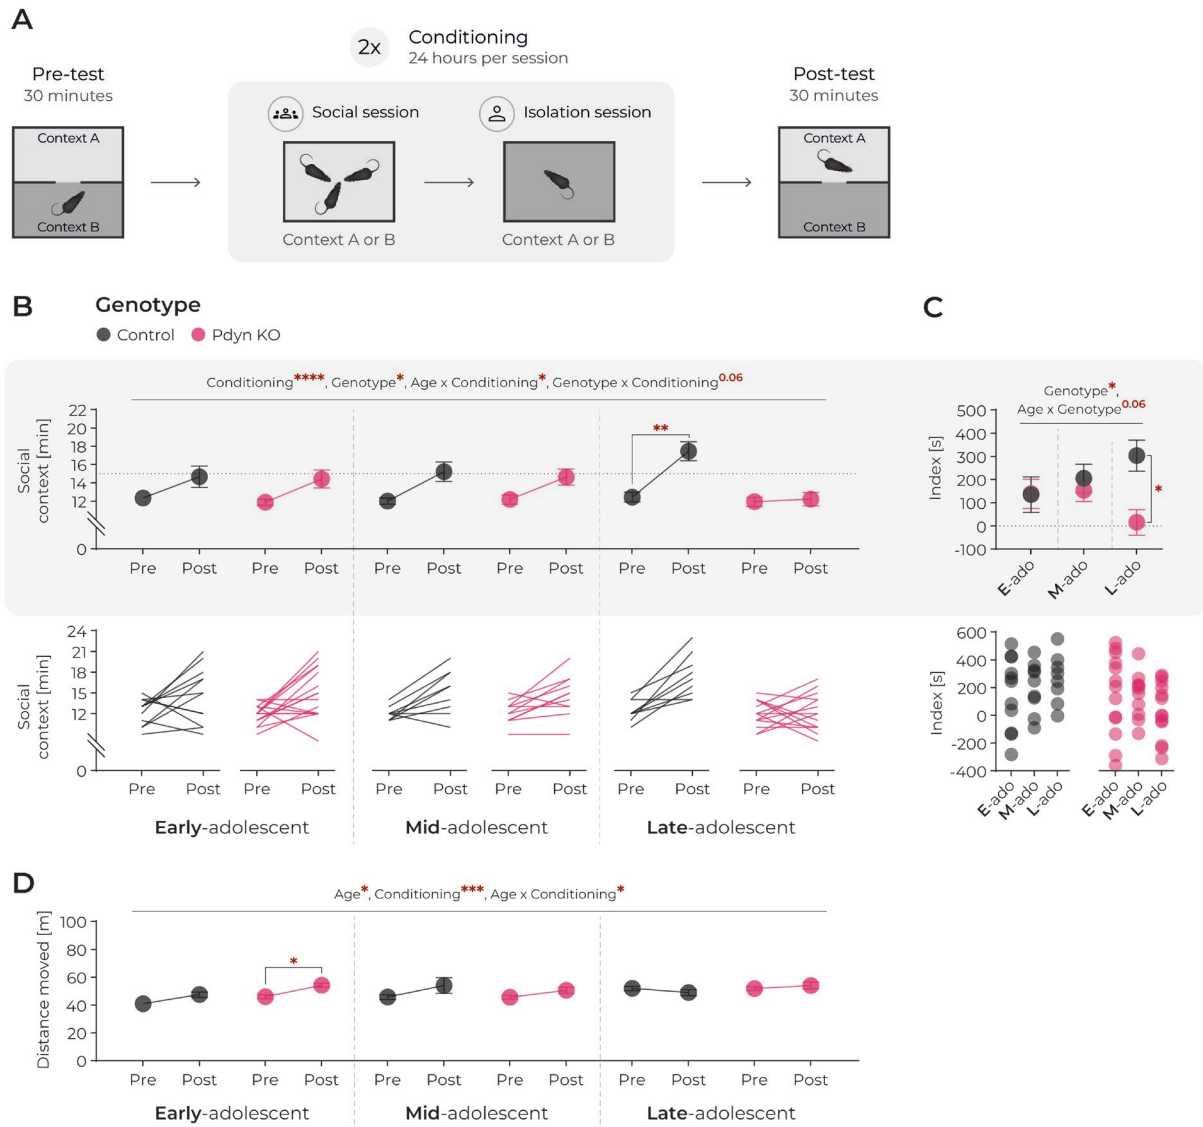 A
2x
Conditioning
24 hours per session
Pre-test
30 minutes
Post-test
30 minutes
Social session
Isolation session
Context A
Context B
Context A or B
Context A or B
Context A
Context B
B
Genotype
Control
Pdyn KO
Conditioning****, Genotype*, Age x Conditioning*, Genotype x Conditioning0.06
Social context [min]
22
20
18
16
14
12
0
**
Pre Post Pre Post Pre Post Pre Post Pre Post Pre Post
Social context [min]
24
21
18
15
12
0
Pre Post Pre Post Pre Post Pre Post Pre Post Pre Post
Early-adolescent
Mid-adolescent
Late-adolescent
C
Genotype*,
Age x Genotype0.06
Index [s]
500
400
300
200
100
0
-100
*
E-ado M-ado L-ado
Index [s]
600
400
200
0
-200
-400
E-ado M-ado L-ado E-ado M-ado L-ado
D
Age*, Conditioning***, Age x Conditioning*
Distance moved [m]
100
80
60
40
20
0
*
Pre Post Pre Post Pre Post Pre Post Pre Post Pre Post
Early-adolescent
Mid-adolescent
Late-adolescent